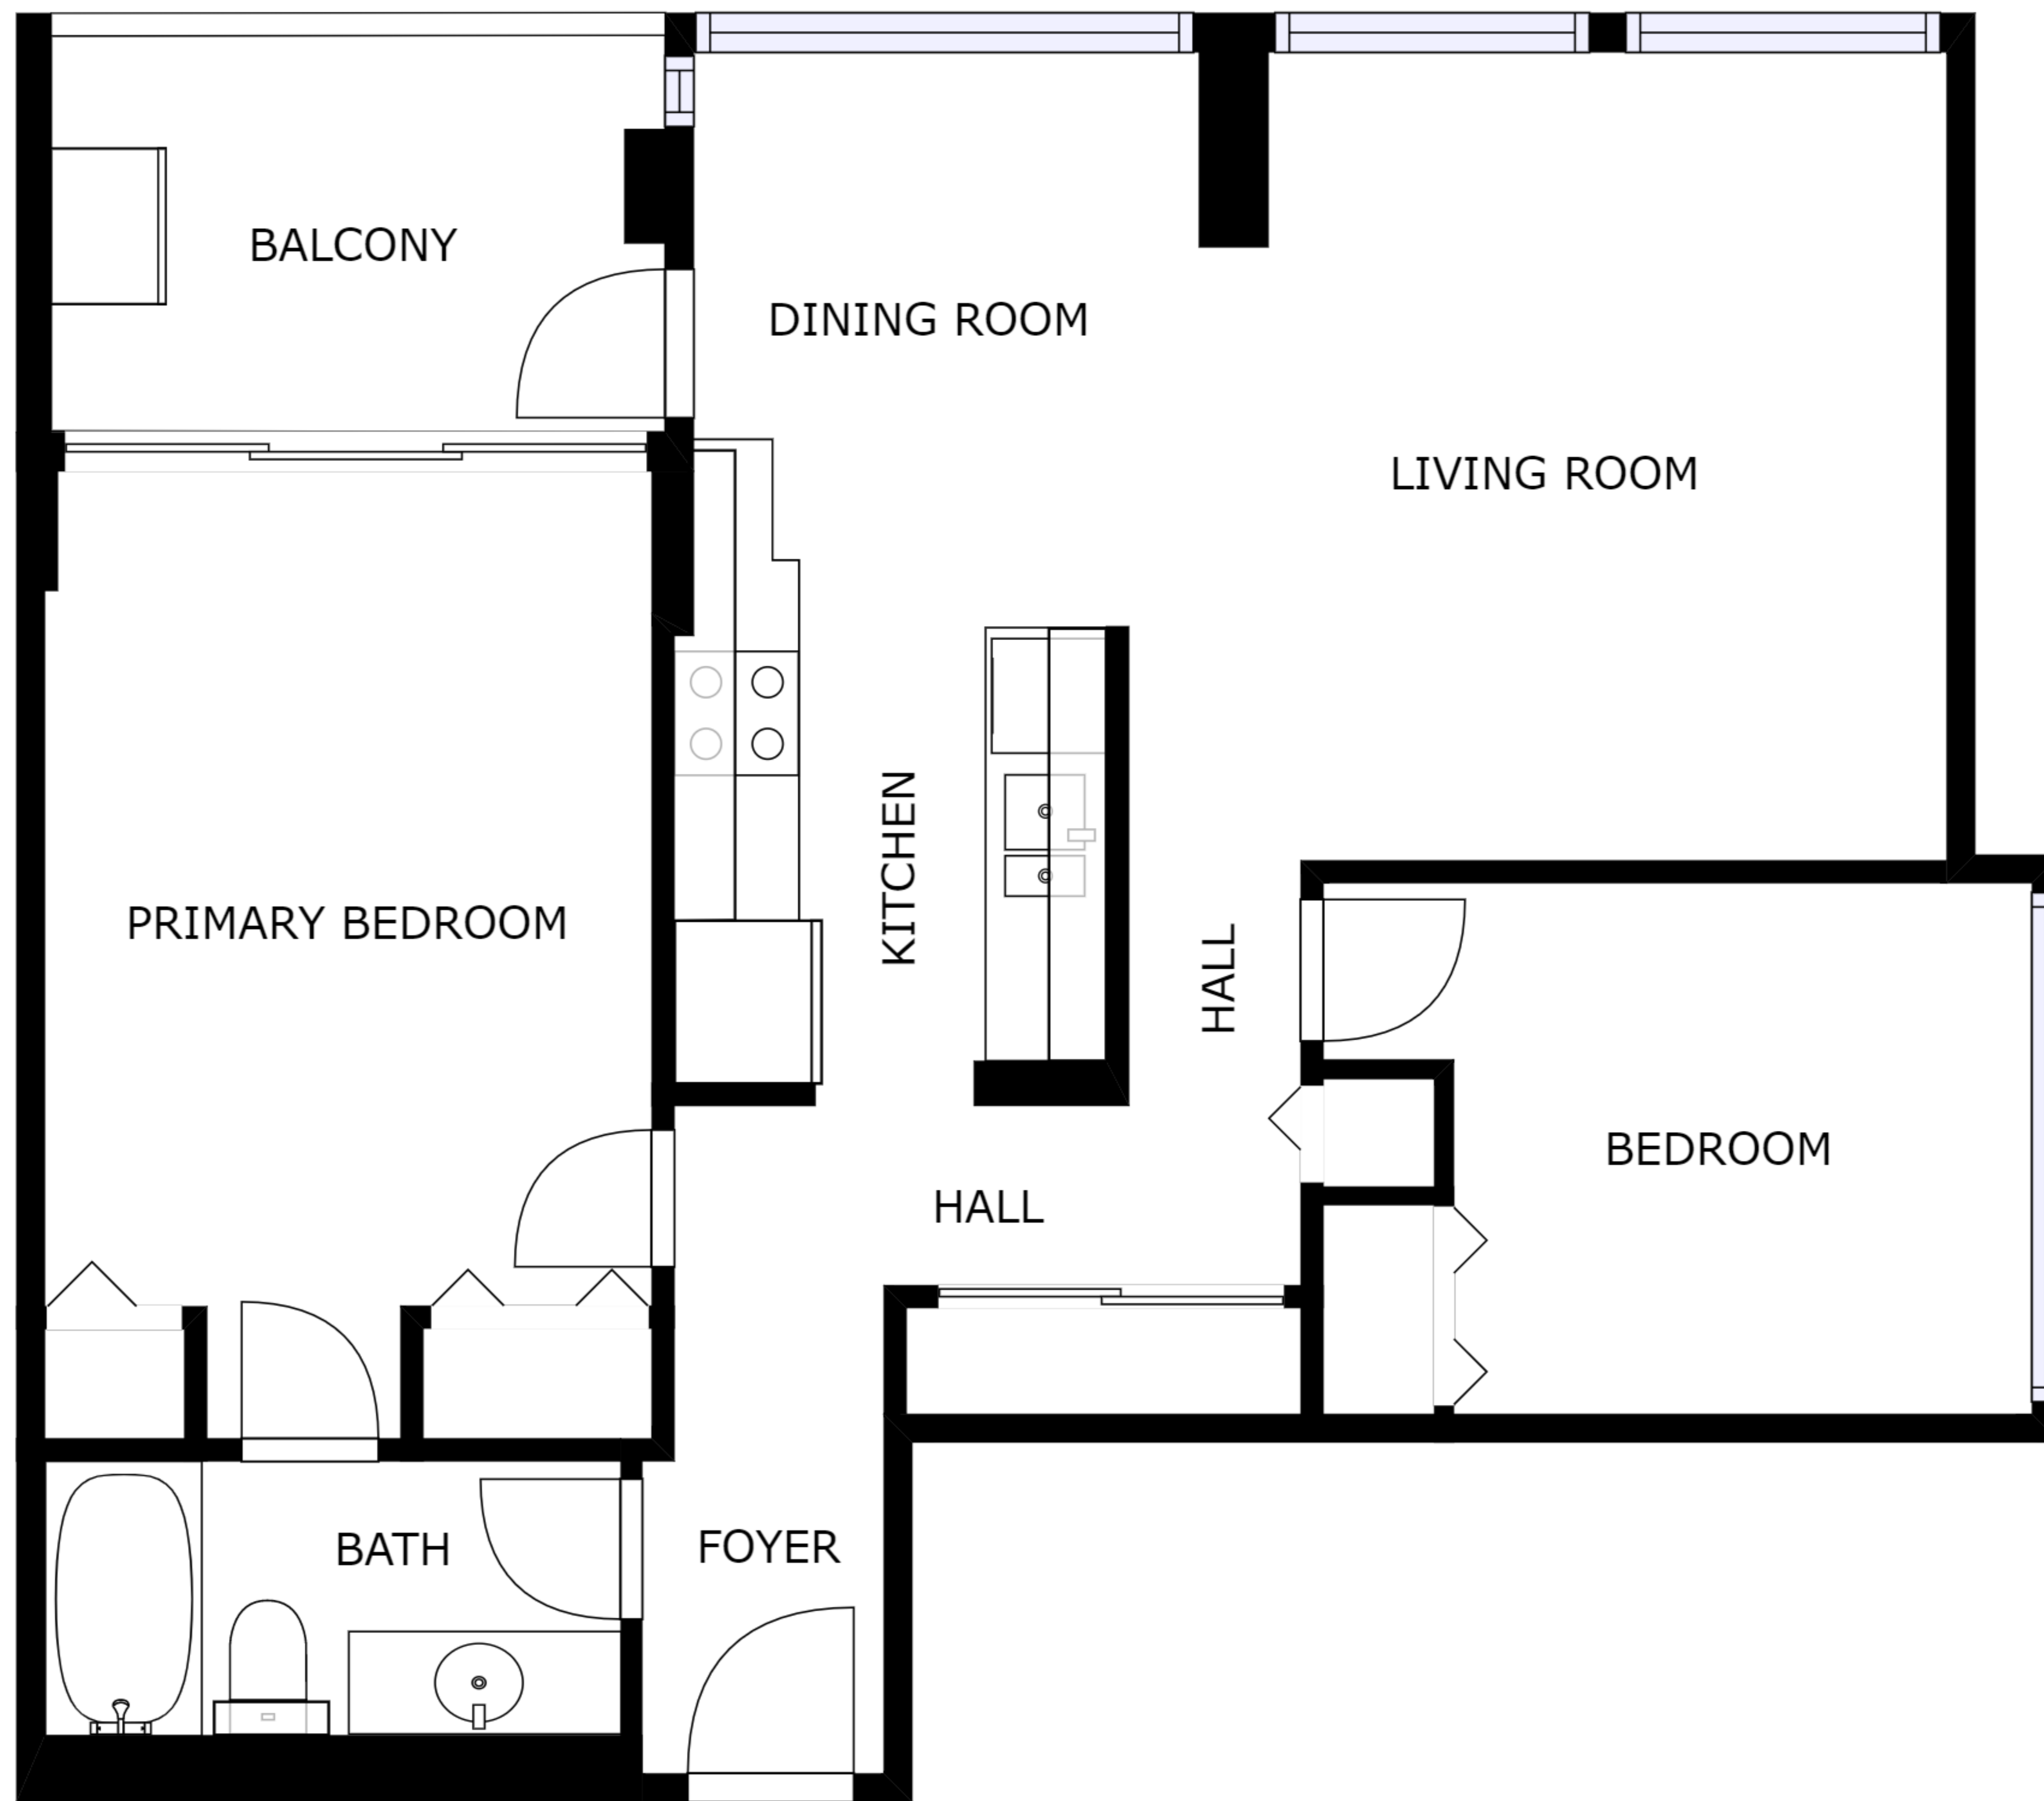 BALCONY
DINING ROOM
LIVING ROOM
KITCHEN
PRIMARY BEDROOM
HALL
BEDROOM
HALL
BATH
FOYER